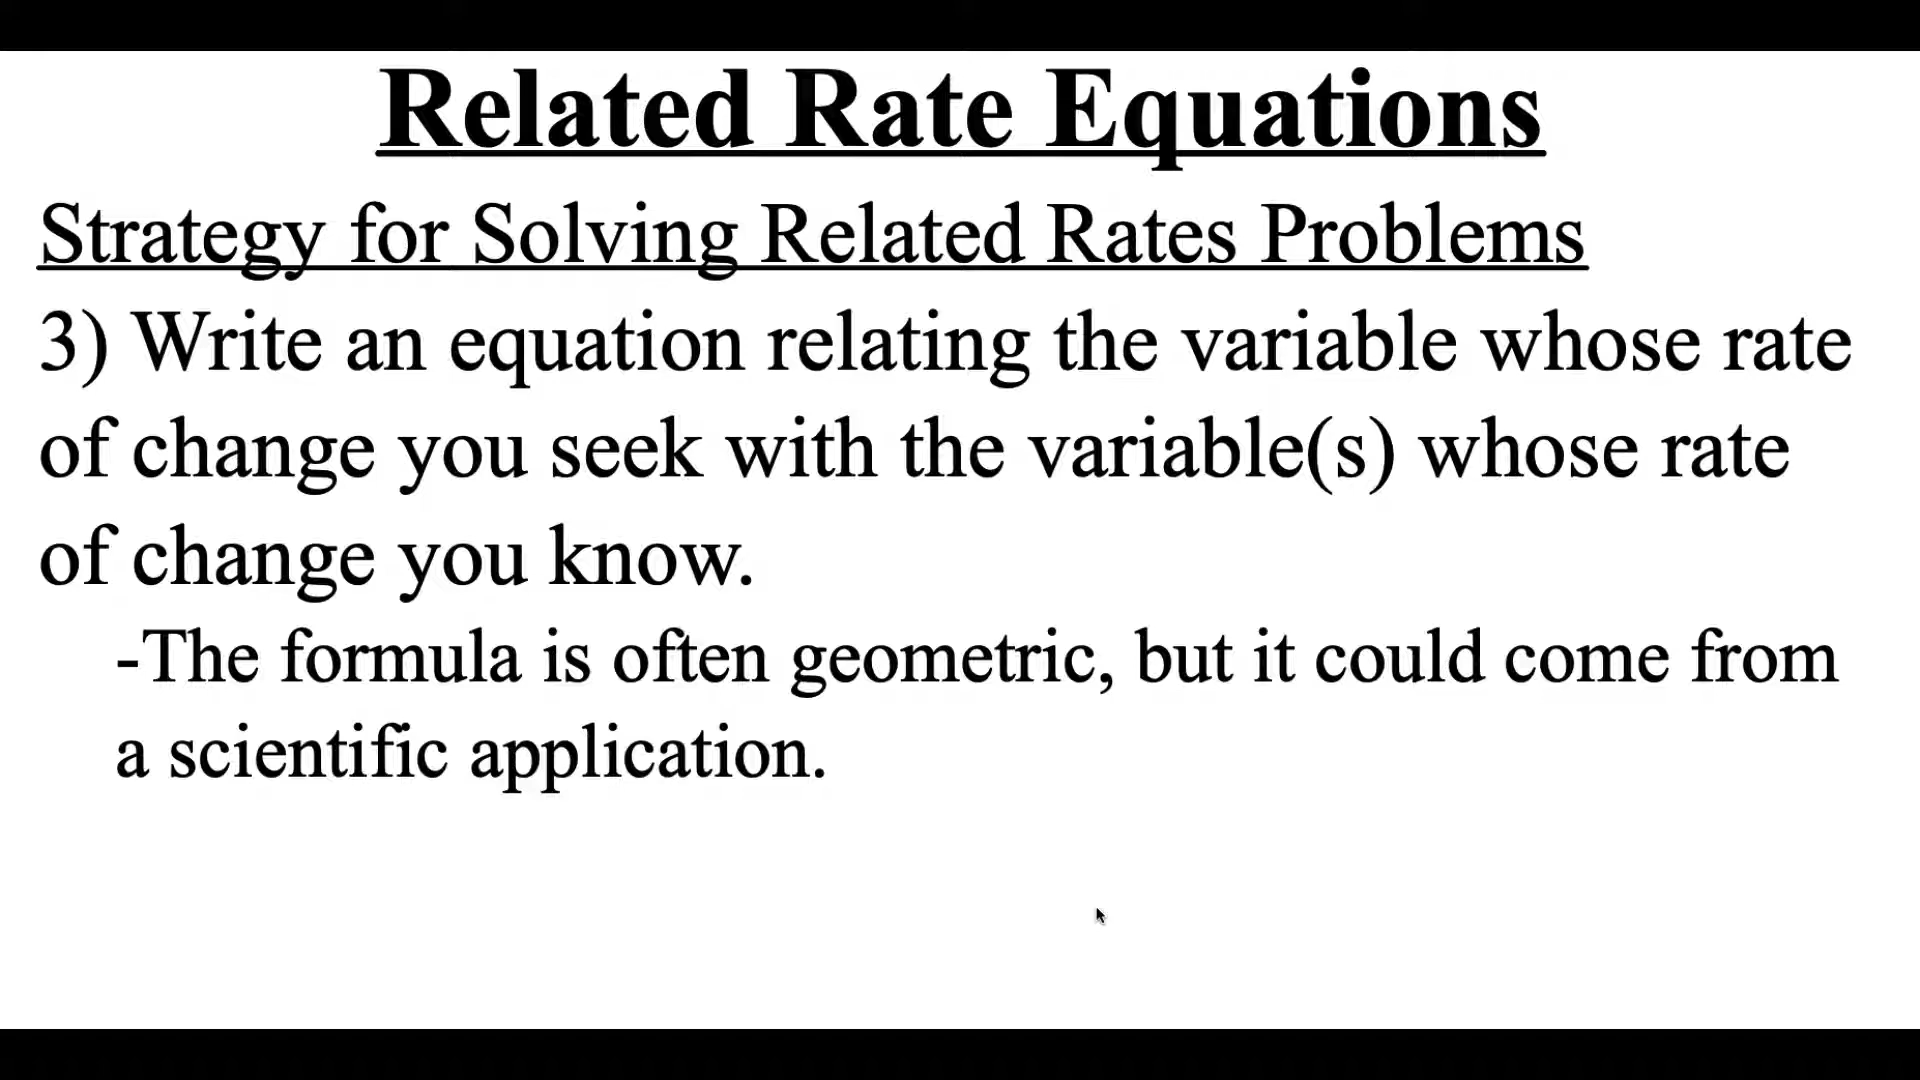 Related Rate Equations
Strategy for Solving Related Rates Problems
3) Write an equation relating the variable whose rate
of change you seek with the variable(s) whose rate
of change you know.
-The formula is often geometric, but it could come from
a scientific application.